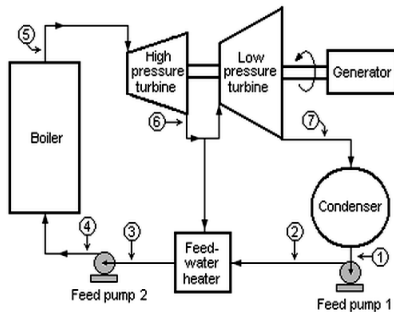 5
High
pressure
turbine
Low
pressure
turbine
Generator
6
7
Boiler
Condenser
4
3
2
1
Feed-
water
heater
Feed pump 2
Feed pump 1